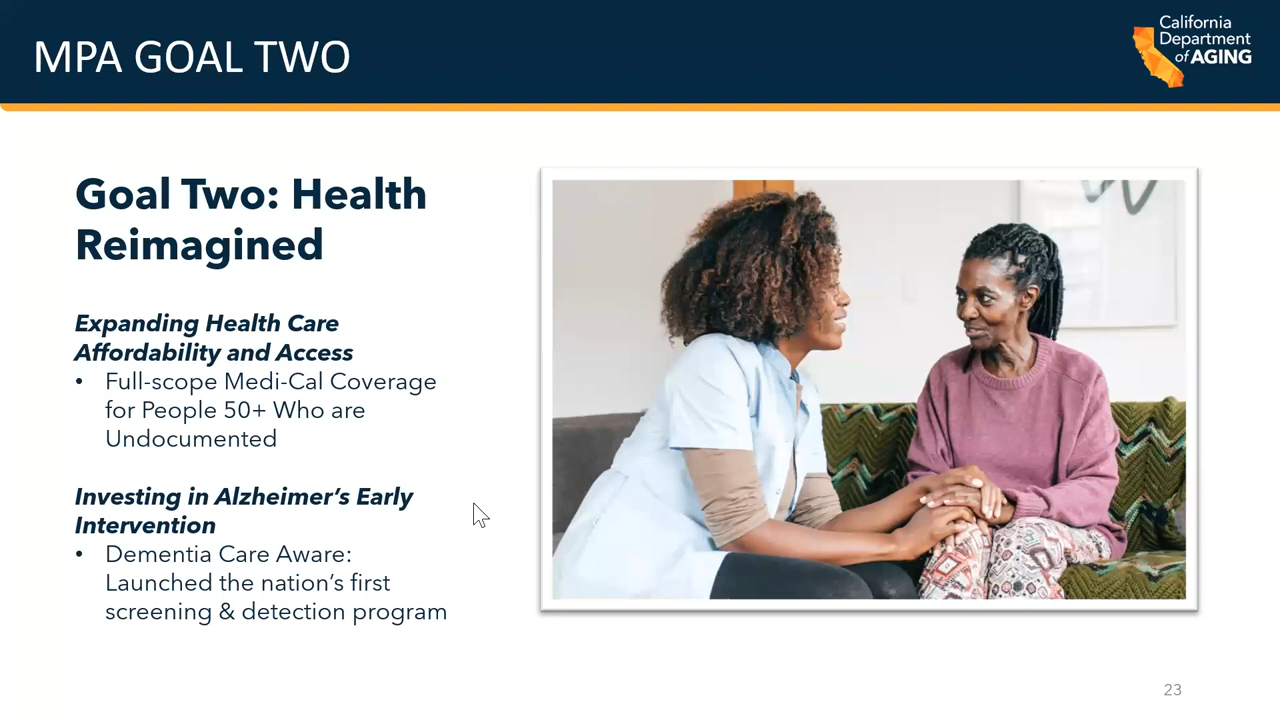 MPA GOAL TWO
California
Department
of AGING
Goal Two: Health
Reimagined
Expanding Health Care
Affordability and Access
• Full-scope Medi-Cal Coverage
for People 50+ Who are
Undocumented
Investing in Alzheimer’s Early
Intervention
• Dementia Care Aware:
Launched the nation’s first
screening & detection program
23